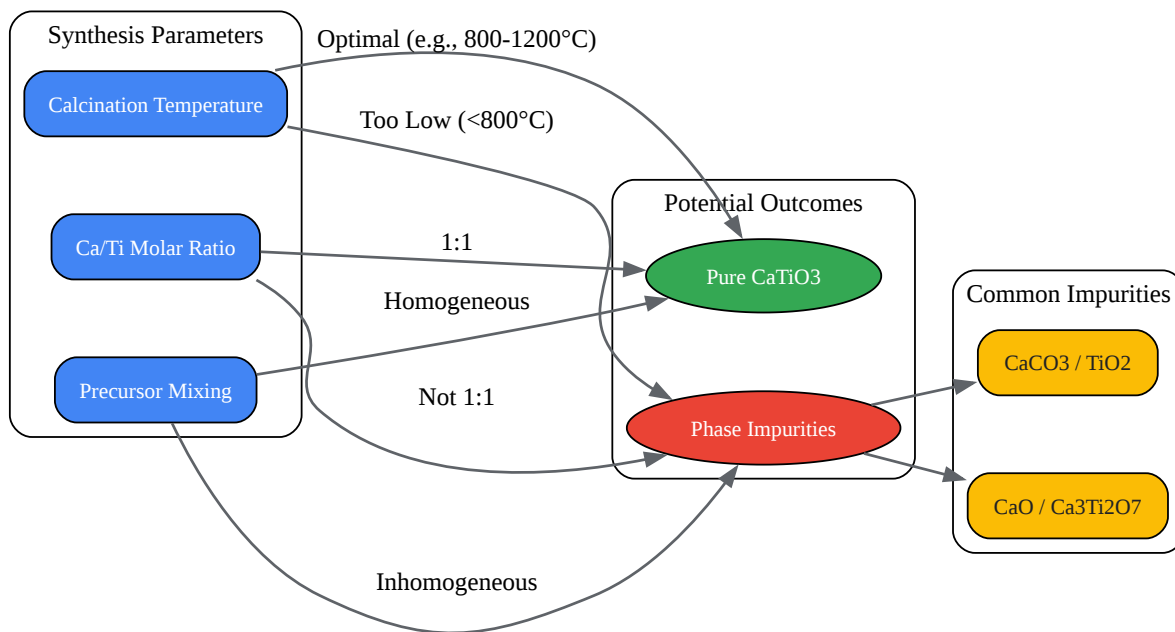 Synthesis Parameters
Calcination Temperature
Ca/Ti Molar Ratio
Precursor Mixing
Optimal (e.g., 800-1200°C)
Too Low (<800°C)
1:1
Homogeneous
Not 1:1
Inhomogeneous
Potential Outcomes
Pure CaTiO3
Phase Impurities
Common Impurities
CaCO3 / TiO2
CaO / Ca3Ti2O7